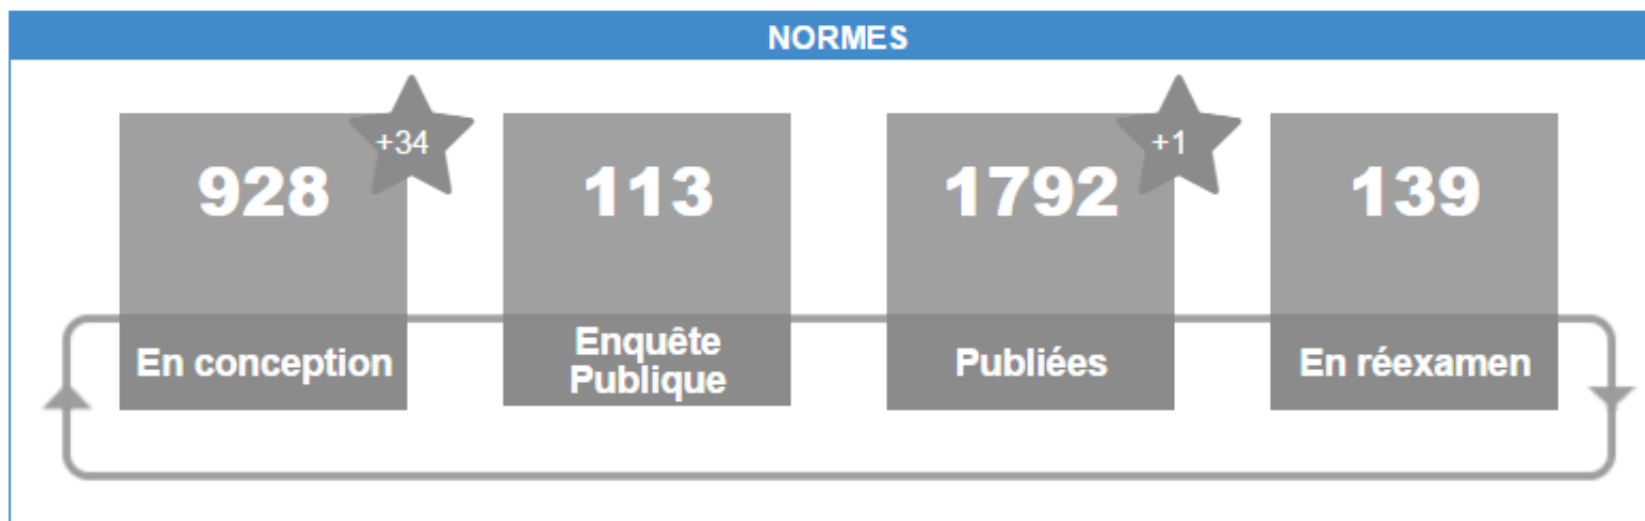 NORMES
+34
928
En conception
113
Enquête
Publique
+1
1792
Publiées
139
En réexamen